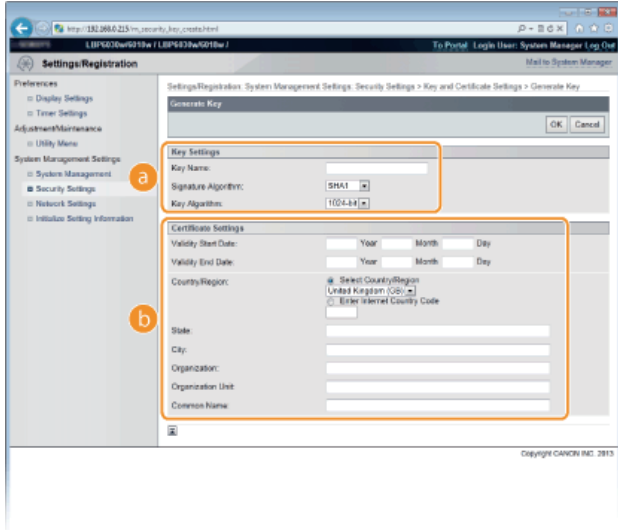 http://192.168.0.215/m_security_key_create.html
LBP6030w/6018w / LBP6030w/6018w /
To Portal Login User: System Manager Log Out
Settings/Registration
Mail to System Manager
Preferences
Display Settings
Timer Settings
Adjustment/Maintenance
Utility Menu
System Management Settings
System Management
Security Settings
Network Settings
Initialize Setting Information
Settings/Registration: System Management Settings: Security Settings > Key and Certificate Settings > Generate Key
Generate Key
OK Cancel
a
Key Settings
Key Name:
Signature Algorithm: SHA1
Key Algorithm: 1024-bit
b
Certificate Settings
Validity Start Date: Year Month Day
Validity End Date: Year Month Day
Country/Region: Select Country/Region
United Kingdom (GB)
Enter Internet Country Code
State:
City:
Organization:
Organization Unit:
Common Name:
Copyright CANON INC. 2013